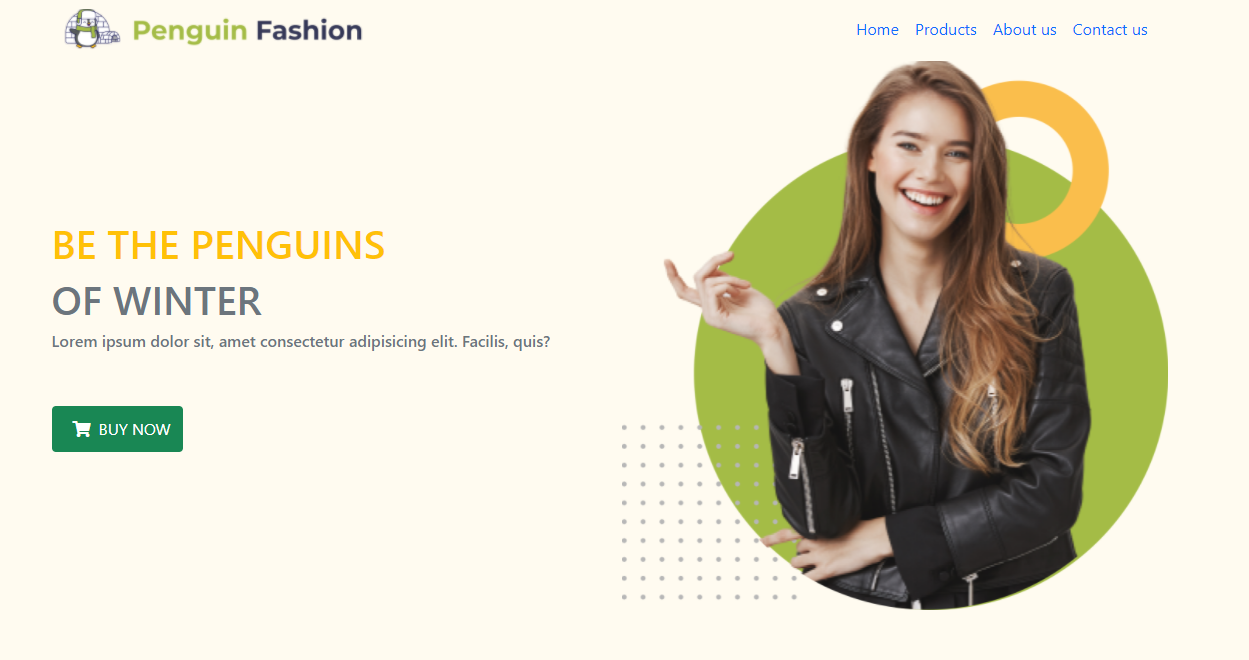 Penguin Fashion
Home Products About us Contact us
BE THE PENGUINS
OF WINTER
Lorem ipsum dolor sit, amet consectetur adipisicing elit. Facilis, quis?
BUY NOW